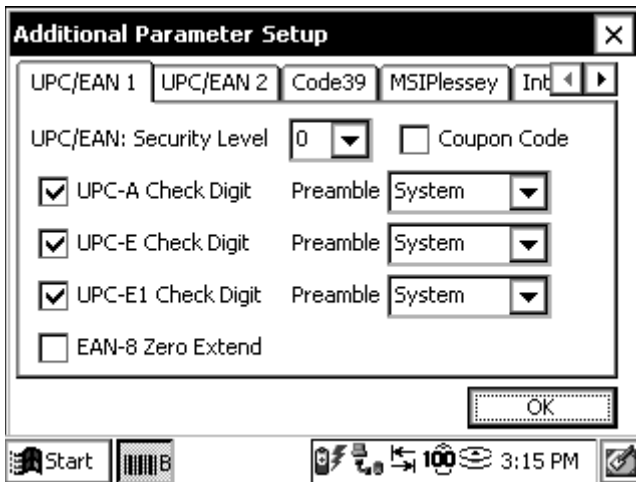 Additional Parameter Setup
UPC/EAN 1 UPC/EAN 2 Code39 MSIPlessey Int
UPC/EAN: Security Level 0 Coupon Code
UPC-A Check Digit Preamble System
UPC-E Check Digit Preamble System
UPC-E1 Check Digit Preamble System
EAN-8 Zero Extend
OK
Start B 100 3:15 PM